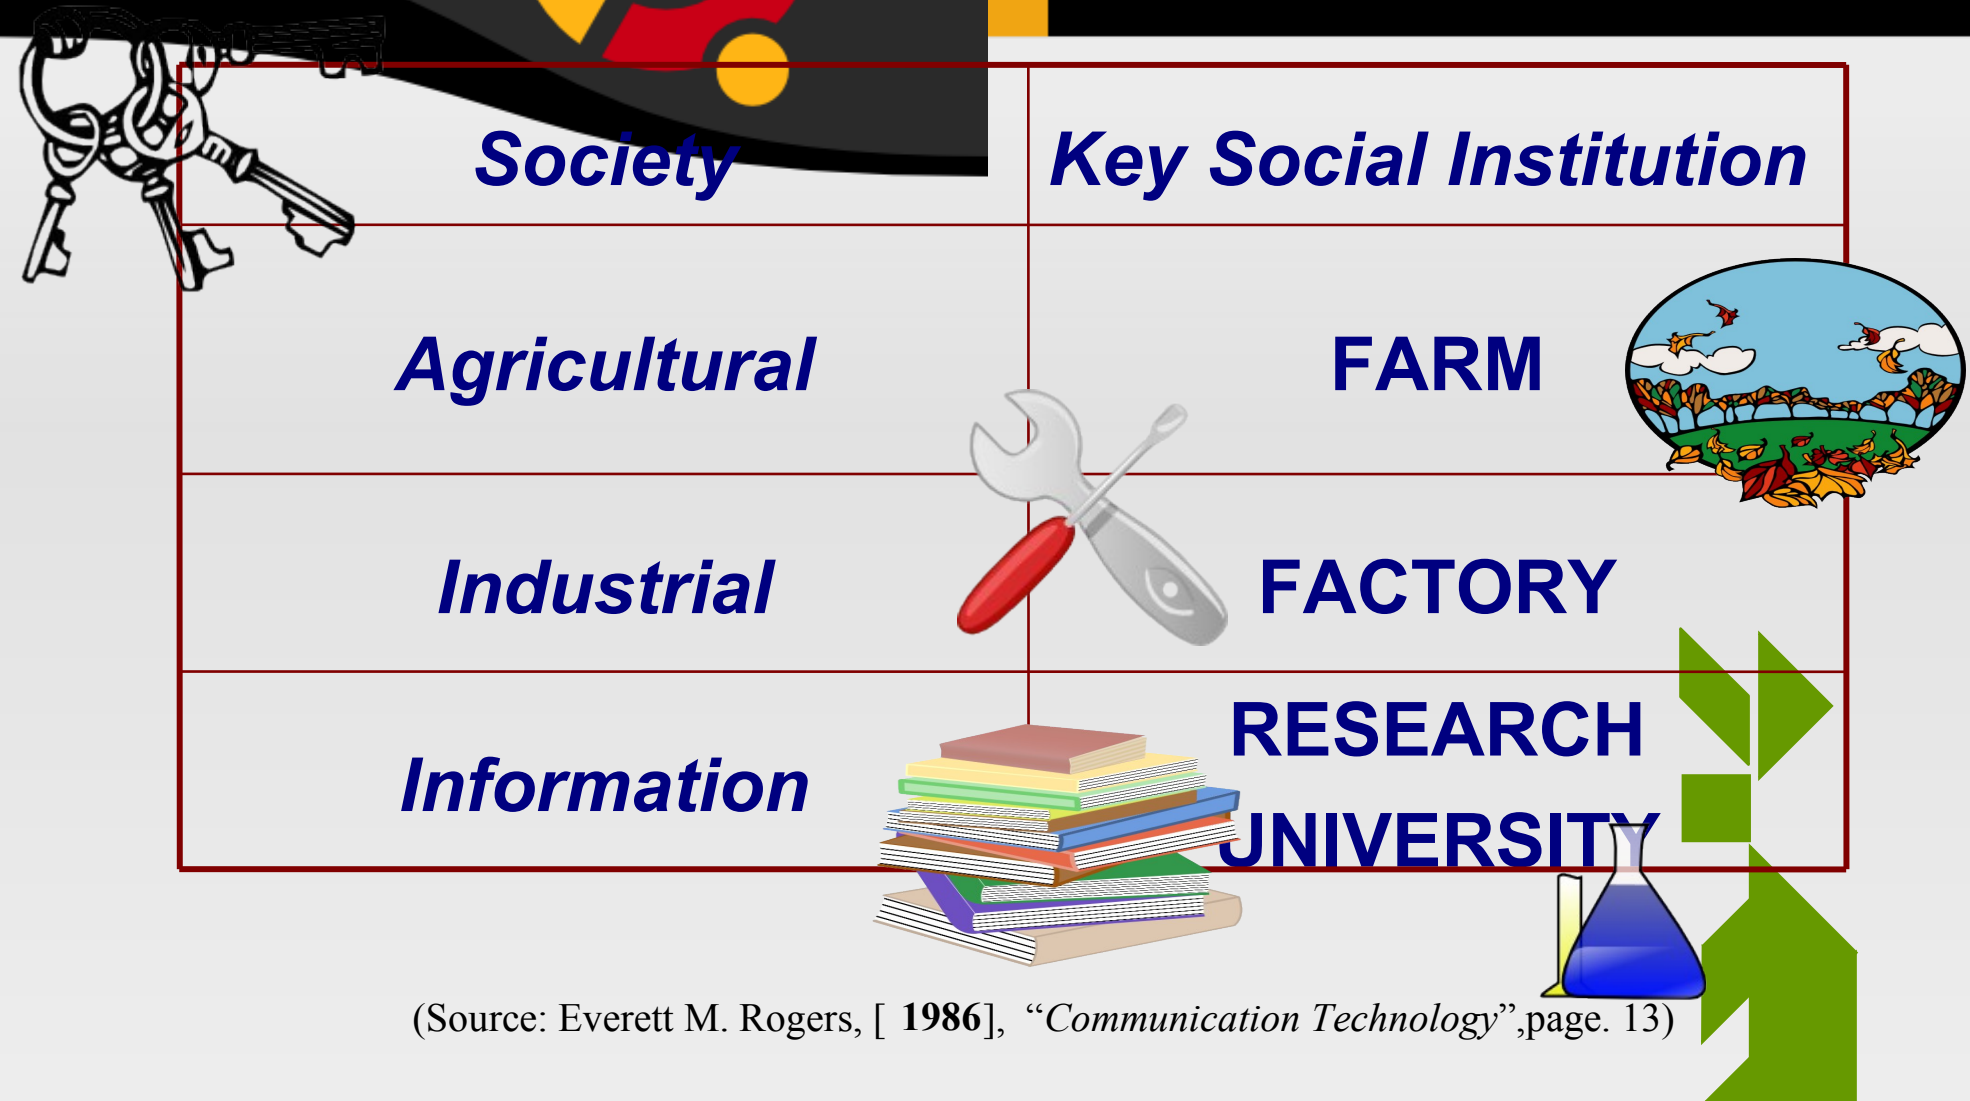 Society Key Social Institution
Agricultural FARM
Industrial FACTORY
RESEARCH
Information
UNIVERSITY
(Source: Everett M. Rogers, [ 1986], “Communication Technology”,page. 13)